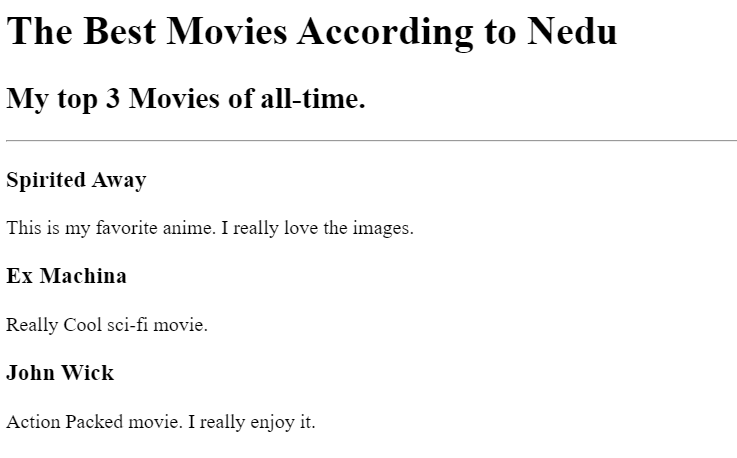 The Best Movies According to Nedu
My top 3 Movies of all-time.
Spirited Away
This is my favorite anime. I really love the images.
Ex Machina
Really Cool sci-fi movie.
John Wick
Action Packed movie. I really enjoy it.